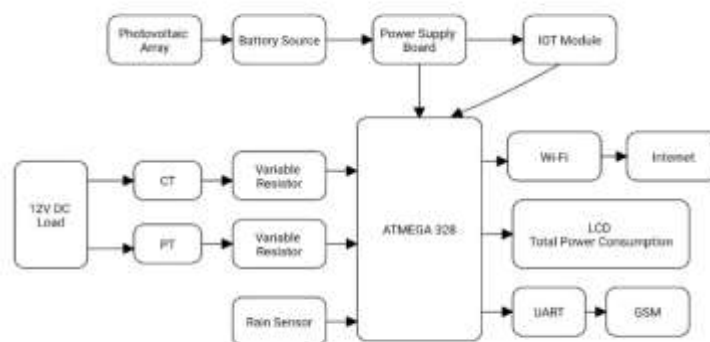 Photovoltaic
Array
Battery Source
Power Supply
Board
IOT Module
12V DC
Load
CT
Variable
Resistor
PT
Variable
Resistor
Rain Sensor
ATMEGA 328
Wi-Fi
Internet
LCD
Total Power Consumption
UART
GSM